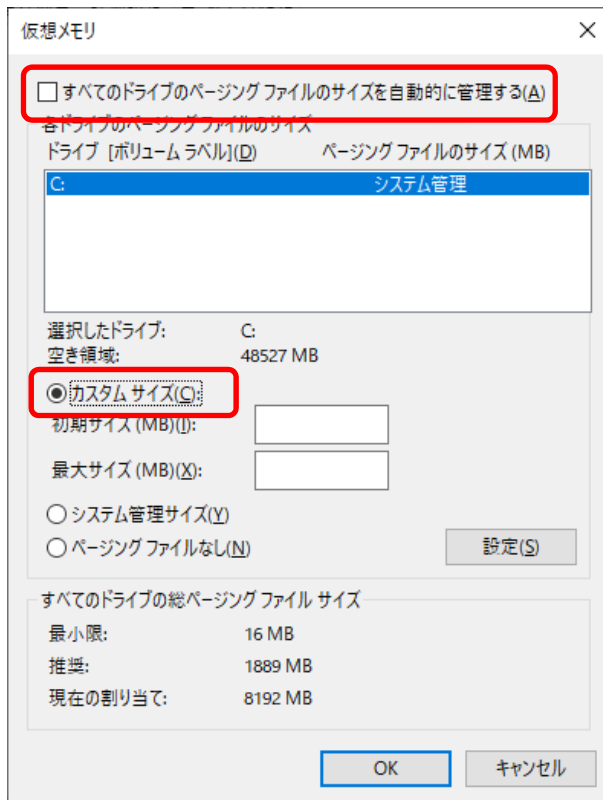 仮想メモリ
すべてのドライブのページング ファイルのサイズを自動的に管理する(A)
各ドライブのページング ファイルのサイズ
ドライブ [ボリューム ラベル](D) ページング ファイルのサイズ (MB)
C: システム管理
選択したドライブ: C:
空き領域: 48527 MB
カスタム サイズ(C):
初期サイズ (MB)(I):
最大サイズ (MB)(X):
システム管理サイズ(Y)
ページング ファイルなし(N) 設定(S)
すべてのドライブの総ページング ファイル サイズ
最小限: 16 MB
推奨: 1889 MB
現在の割り当て: 8192 MB
OK キャンセル